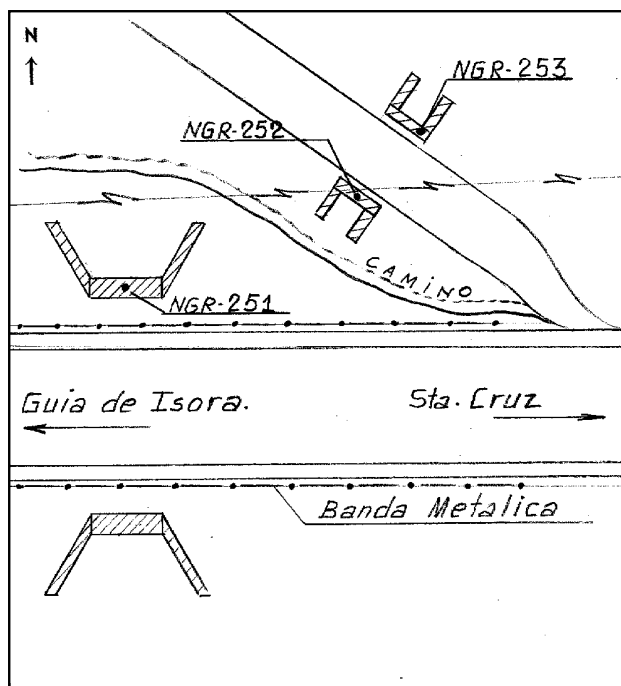 N
NGR-253
NGR-252
CAMINO
NGR-251
Guia de Isora.
Sta. Cruz
Banda Metalica